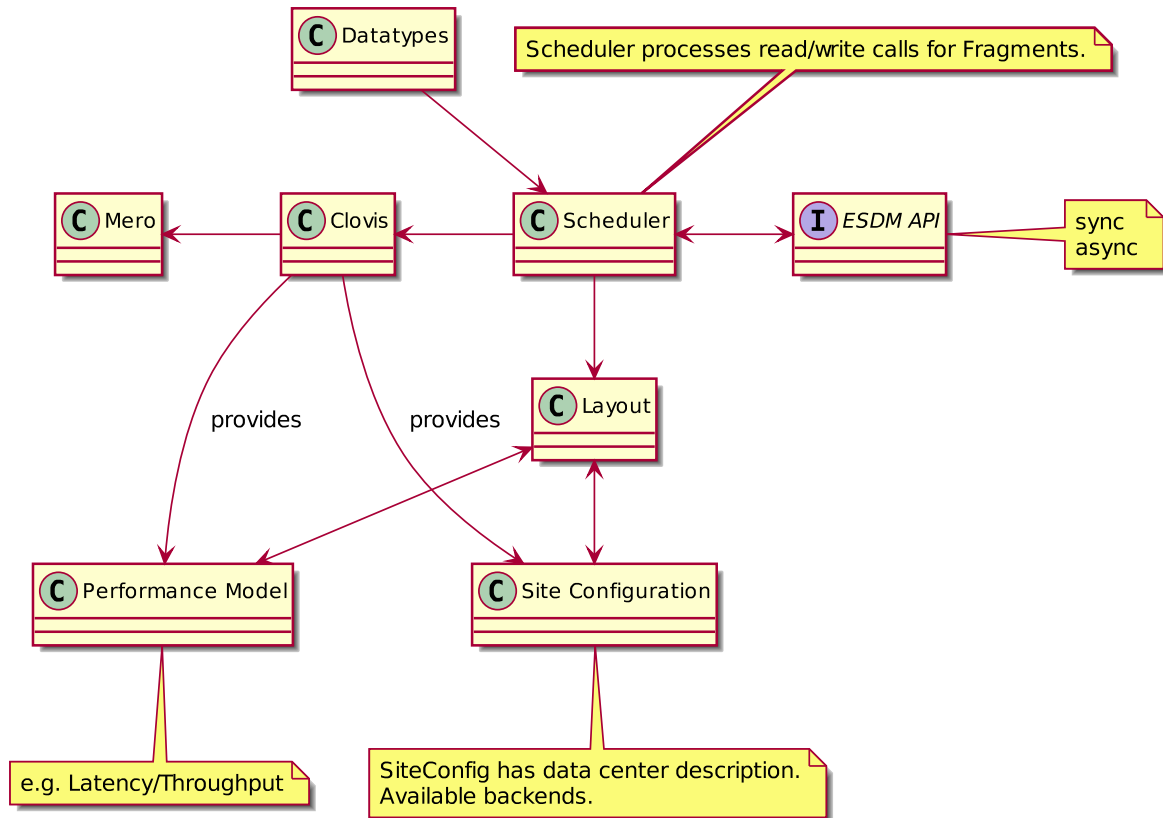 C Datatypes
Scheduler processes read/write calls for Fragments.
C Mero
C Clovis
C Scheduler
I ESDM API
sync
async
C Layout
provides
provides
C Performance Model
C Site Configuration
e.g. Latency/Throughput
SiteConfig has data center description.
Available backends.